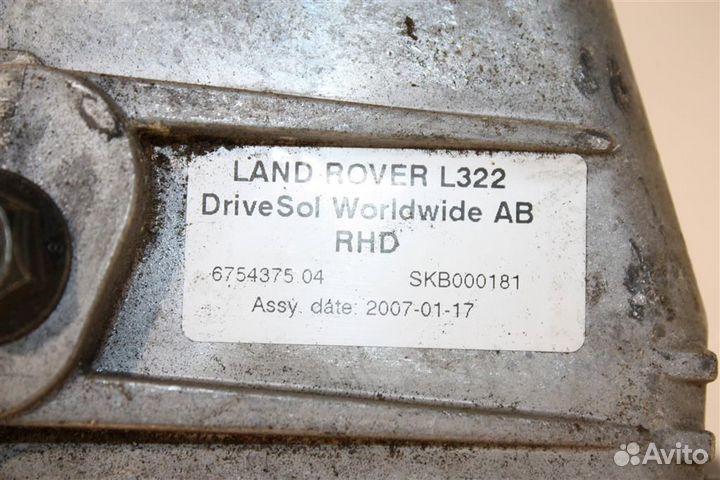 LAND ROVER L322
DriveSol Worldwide AB
RHD
6754375.04 SKB000181
Assy. date: 2007-01-17
Avito